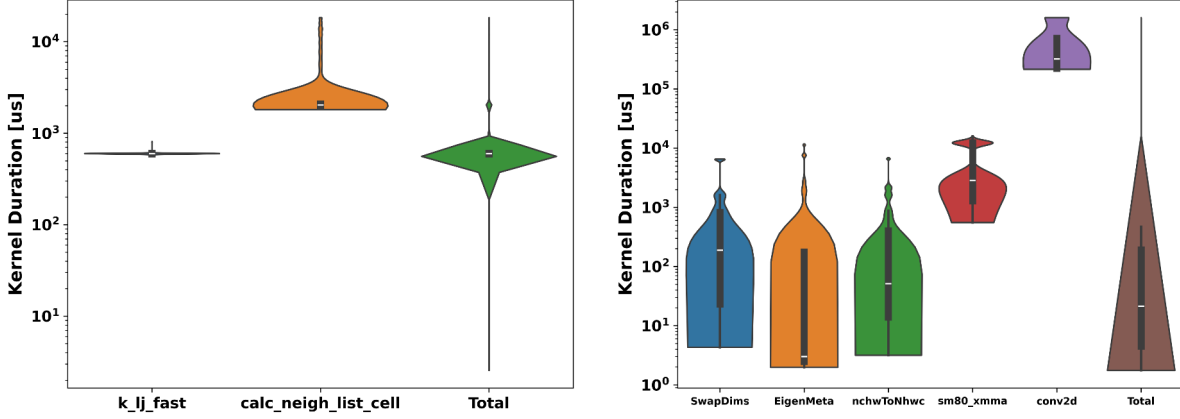 Kernel Duration [us]
10⁴
10³
10²
10¹
k_lj_fast calc_neigh_list_cell Total
Kernel Duration [us]
10⁶
10⁵
10⁴
10³
10²
10¹
10⁰
SwapDims EigenMeta nchwToNhwc sm80_xmma conv2d Total